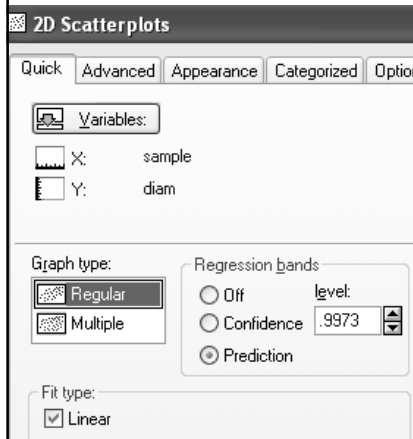 2D Scatterplots
Quick Advanced Appearance Categorized Optio
Variables:
X: sample
Y: diam
Graph type:
Regular
Multiple
Regression bands
Off level:
Confidence .9973
Prediction
Fit type:
Linear